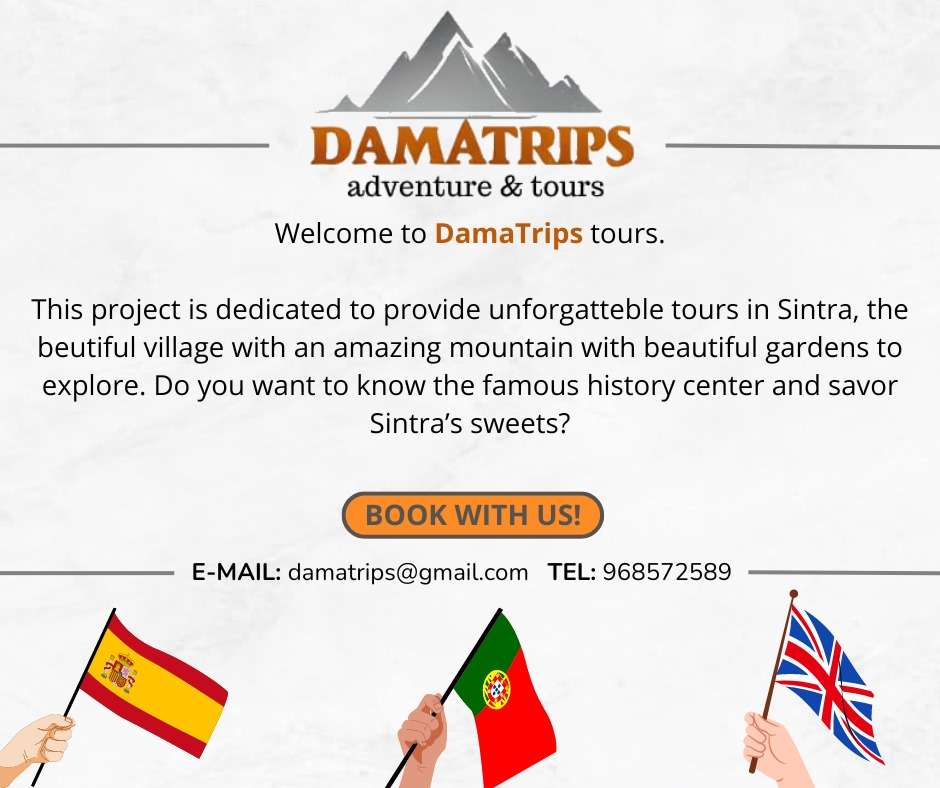 DAMATRIPS
adventure & tours
Welcome to DamaTrips tours.
This project is dedicated to provide unforgatteble tours in Sintra, the
beutiful village with an amazing mountain with beautiful gardens to
explore. Do you want to know the famous history center and savor
Sintra’s sweets?
BOOK WITH US!
E-MAIL: damatrips@gmail.com TEL: 968572589